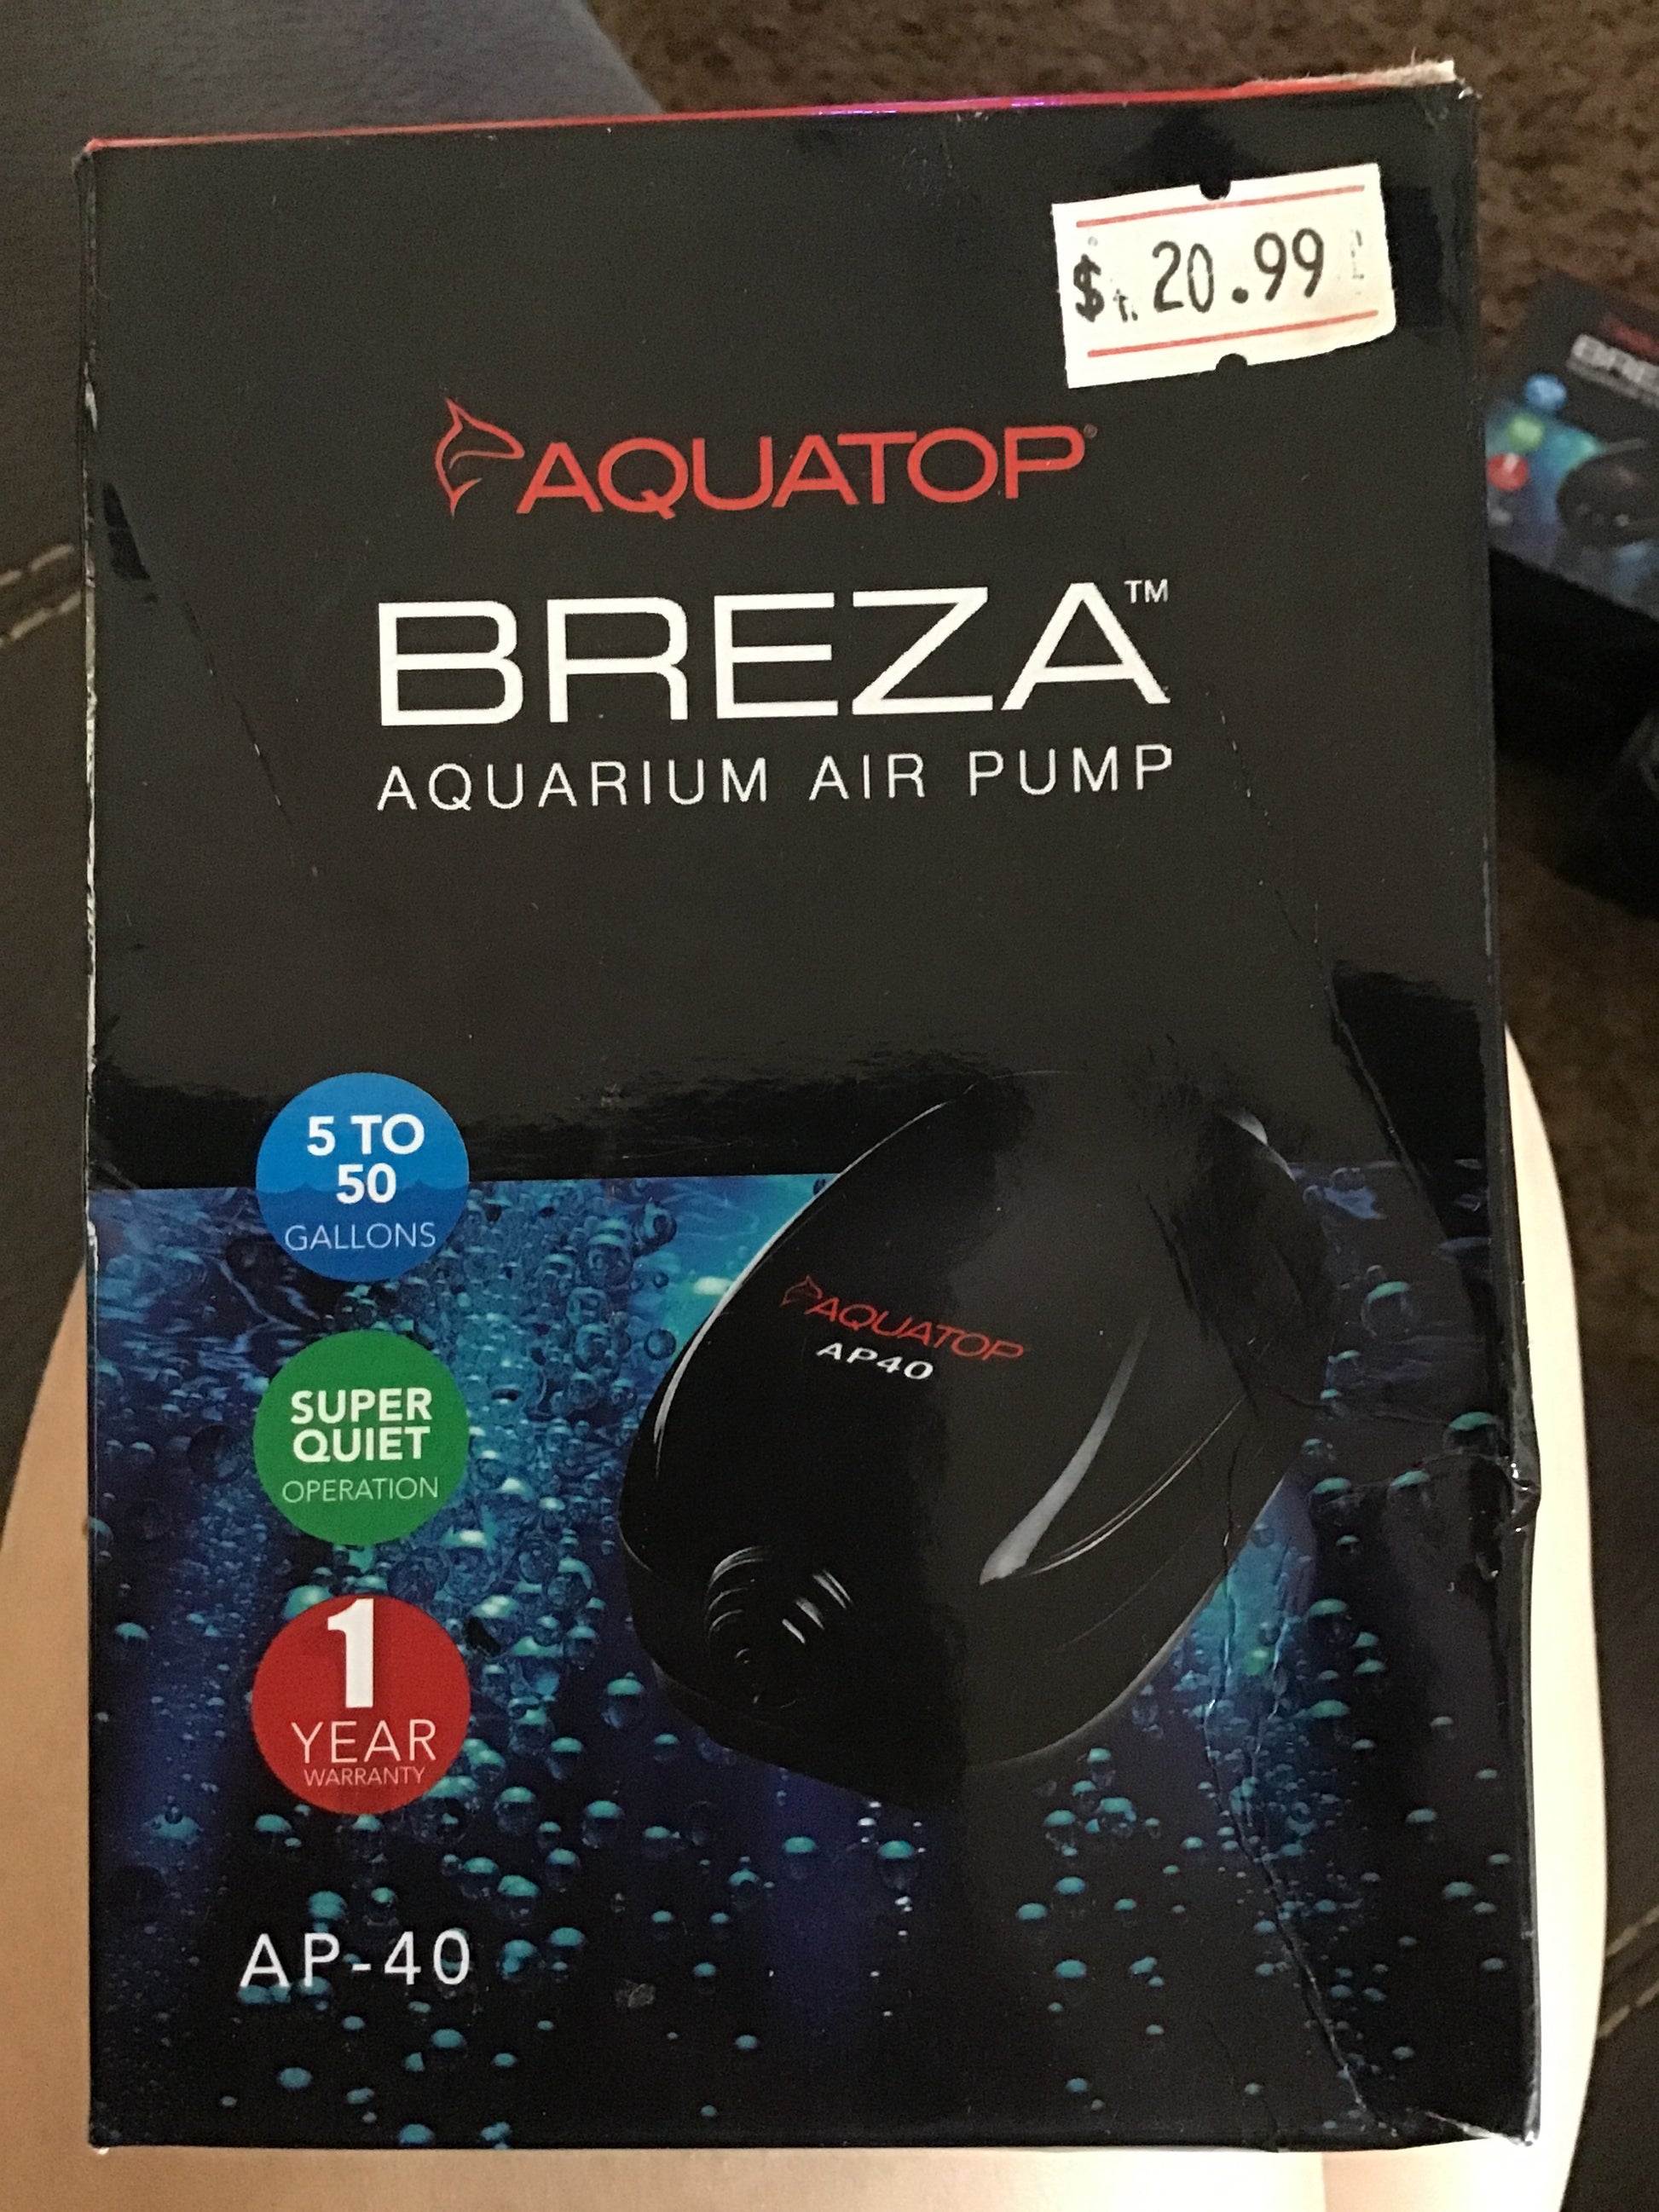 $ 20.99
AQUATOP®
BREZA™
AQUARIUM AIR PUMP
5 TO
50
GALLONS
SUPER
QUIET
OPERATION
1
YEAR
WARRANTY
AQUATOP
AP40
AP-40